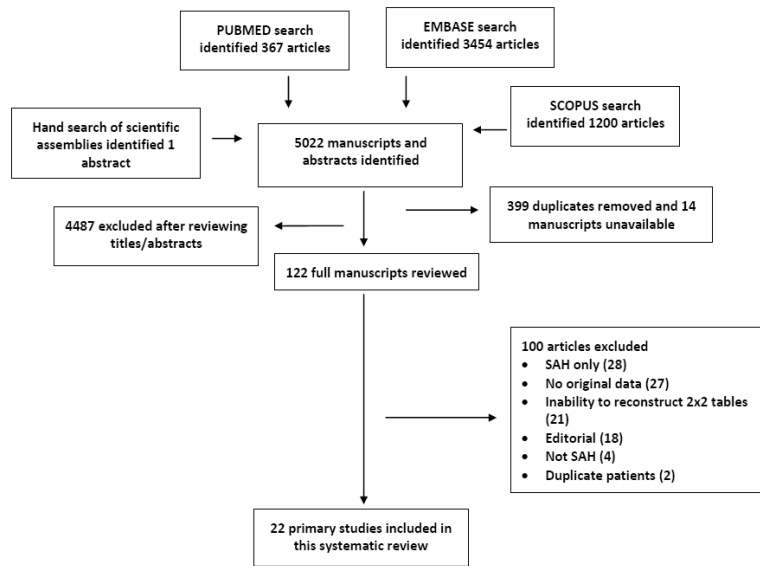 PUBMED search
identified 367 articles
EMBASE search
identified 3454 articles
SCOPUS search
identified 1200 articles
Hand search of scientific
assemblies identified 1
abstract
5022 manuscripts and
abstracts identified
399 duplicates removed and 14
manuscripts unavailable
4487 excluded after reviewing
titles/abstracts
122 full manuscripts reviewed
100 articles excluded
• SAH only (28)
• No original data (27)
• Inability to reconstruct 2x2 tables
(21)
• Editorial (18)
• Not SAH (4)
• Duplicate patients (2)
22 primary studies included in
this systematic review